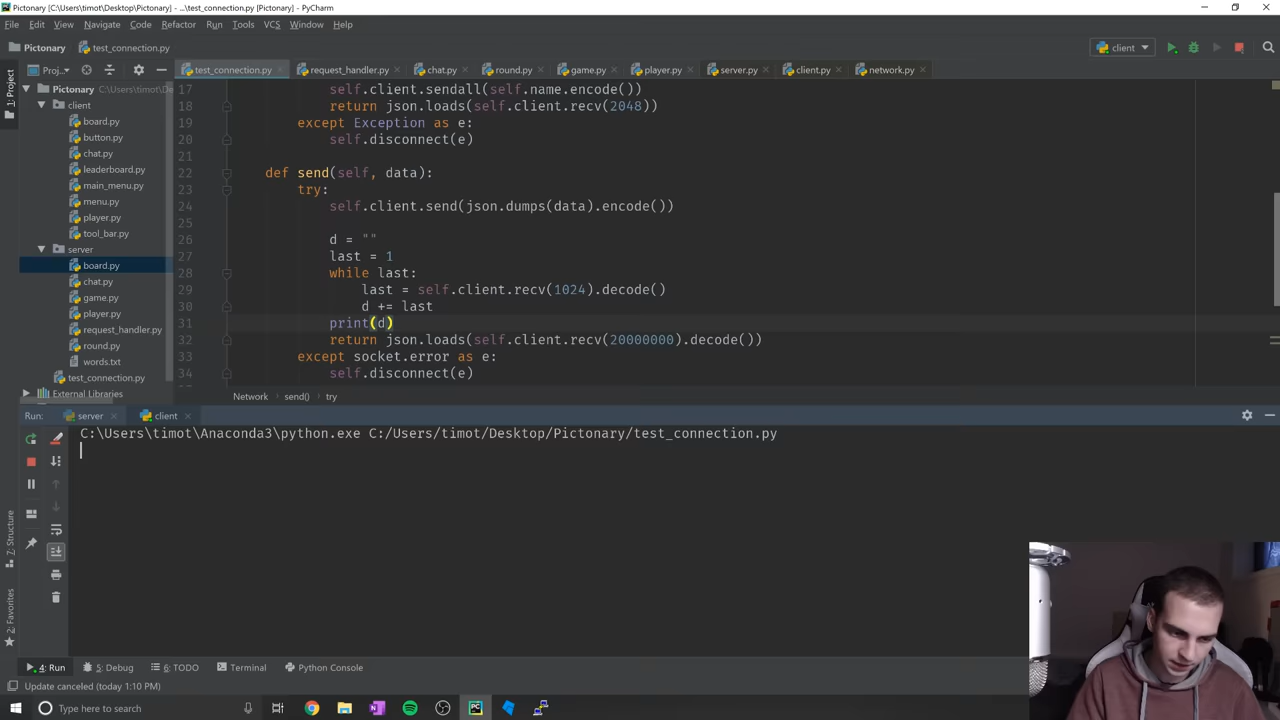 Pictonary [C:\Users\timot\Desktop\Pictonary] - ...\test_connection.py [Pictonary] - PyCharm
File Edit View Navigate Code Refactor Run Tools VCS Window Help
Pictonary test_connection.py client
Proj... test_connection.py request_handler.py chat.py round.py game.py player.py server.py client.py network.py
1: Project
Pictonary C:\Users\timot\De
client
board.py
button.py
chat.py
leaderboard.py
main_menu.py
menu.py
player.py
tool_bar.py
server
board.py
chat.py
game.py
player.py
request_handler.py
round.py
words.txt
test_connection.py
External Libraries
17 self.client.sendall(self.name.encode())
18 return json.loads(self.client.recv(2048))
19 except Exception as e:
20 self.disconnect(e)
21
22 def send(self, data):
23 try:
24 self.client.send(json.dumps(data).encode())
25
26 d = ""
27 last = 1
28 while last:
29 last = self.client.recv(1024).decode()
30 d += last
31 print(d)
32 return json.loads(self.client.recv(20000000).decode())
33 except socket.error as e:
34 self.disconnect(e)
Network send() try
Run: server client
C:\Users\timot\Anaconda3\python.exe C:/Users/timot/Desktop/Pictonary/test_connection.py
Z: Structure
2: Favorites
4: Run 5: Debug 6: TODO Terminal Python Console
Update canceled (today 1:10 PM)
Type here to search